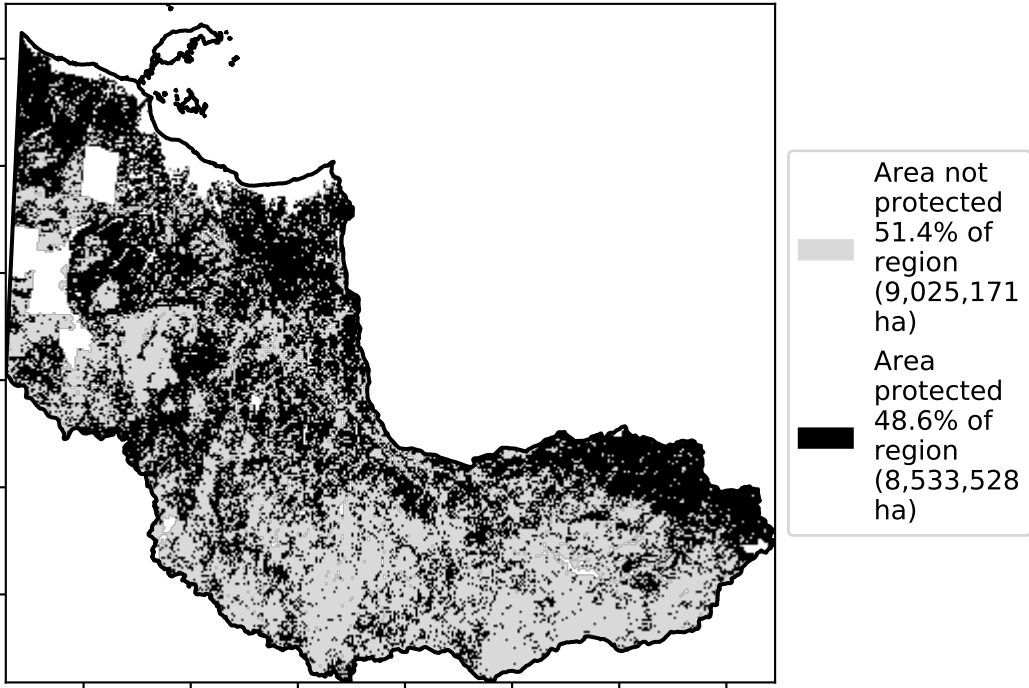 Area not
protected
51.4% of
region
(9,025,171
ha)
Area
protected
48.6% of
region
(8,533,528
ha)